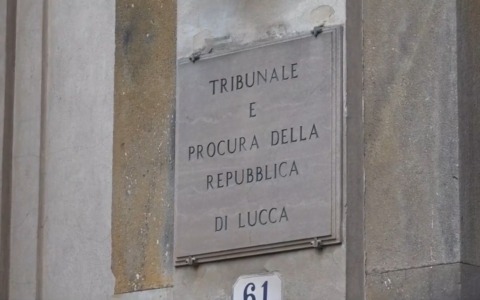 TRIBUNALE
E
PROCURA DELLA
REPUBBLICA
DI LUCCA
61